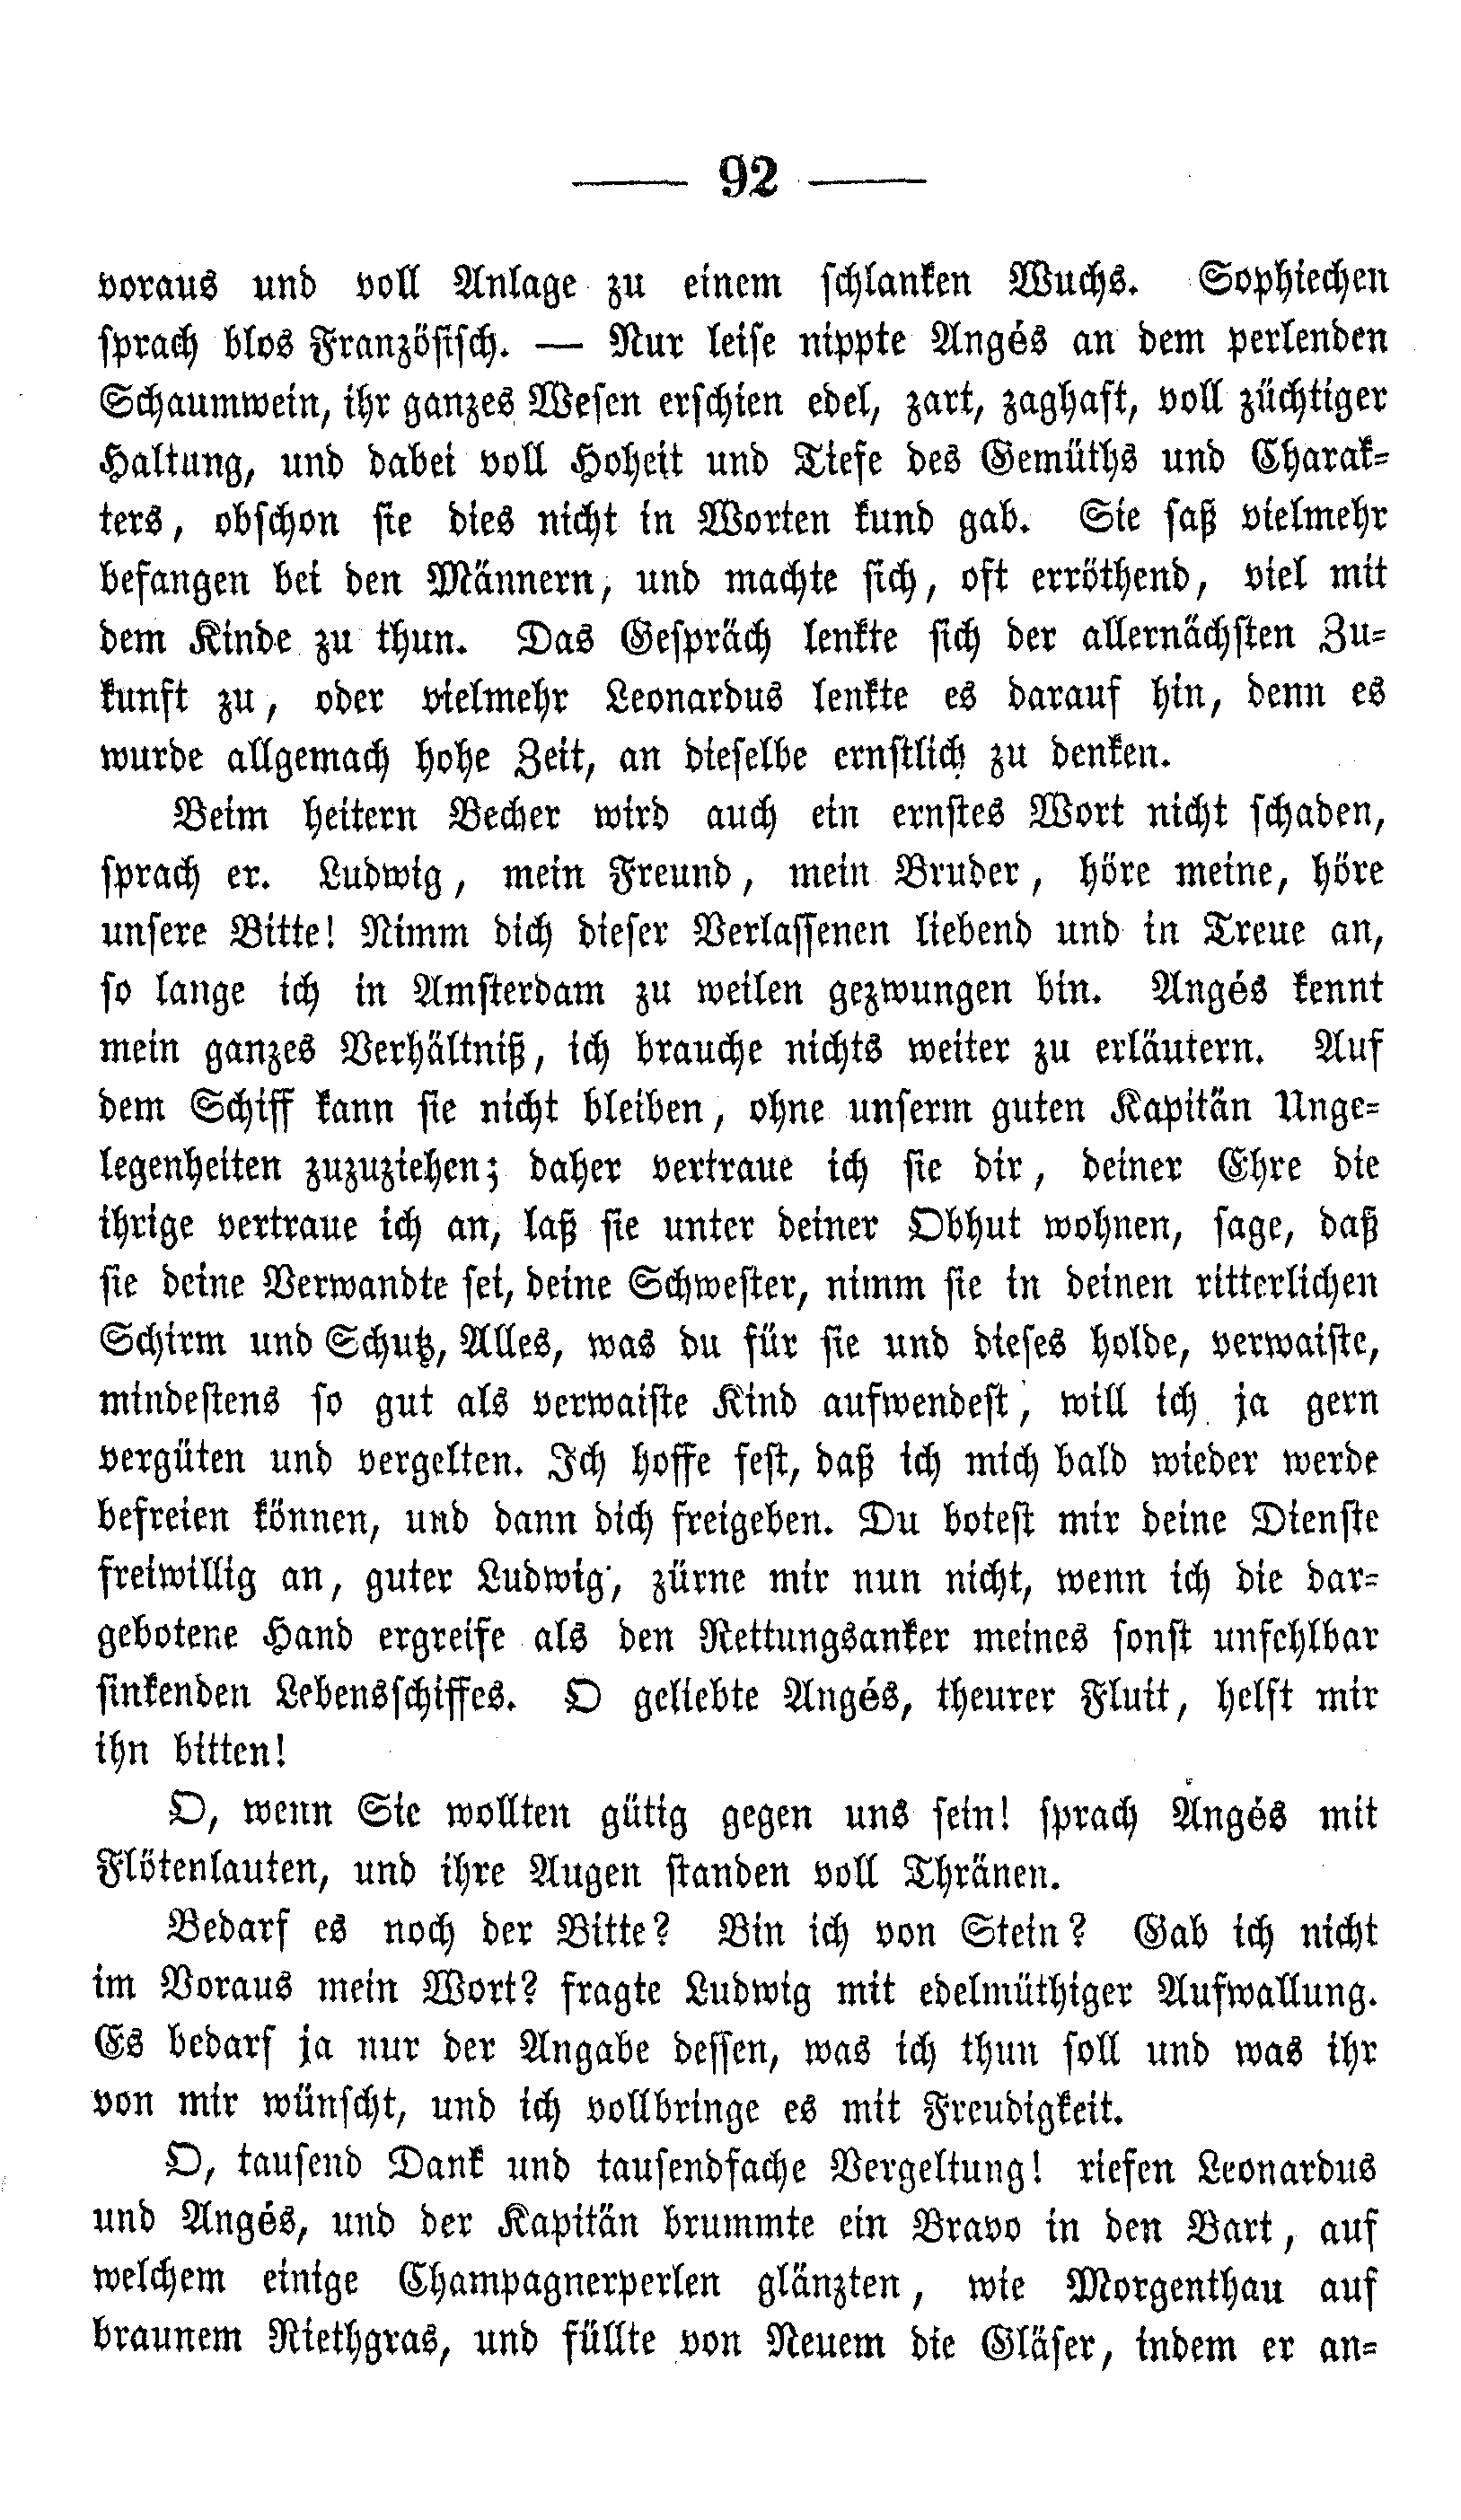 — 92 —
voraus und voll Anlage zu einem schlanken Wuchs. Sophiechen
sprach blos Französisch. — Nur leise nippte Angés an dem perlenden
Schaumwein, ihr ganzes Wesen erschien edel, zart, zaghaft, voll züchtiger
Haltung, und dabei voll Hoheit und Tiefe des Gemüths und Charak-
ters, obschon sie dies nicht in Worten kund gab. Sie saß vielmehr
befangen bei den Männern, und machte sich, oft erröthend, viel mit
dem Kinde zu thun. Das Gespräch lenkte sich der allernächsten Zu-
kunft zu, oder vielmehr Leonardus lenkte es darauf hin, denn es
wurde allgemach hohe Zeit, an dieselbe ernstlich zu denken.
Beim heitern Becher wird auch ein ernstes Wort nicht schaden,
sprach er. Ludwig, mein Freund, mein Bruder, höre meine, höre
unsere Bitte! Nimm dich dieser Verlassenen liebend und in Treue an,
so lange ich in Amsterdam zu weilen gezwungen bin. Angés kennt
mein ganzes Verhältniß, ich brauche nichts weiter zu erläutern. Auf
dem Schiff kann sie nicht bleiben, ohne unserm guten Kapitän Unge-
legenheiten zuzuziehen; daher vertraue ich sie dir, deiner Ehre die
ihrige vertraue ich an, laß sie unter deiner Obhut wohnen, sage, daß
sie deine Verwandte sei, deine Schwester, nimm sie in deinen ritterlichen
Schirm und Schutz, Alles, was du für sie und dieses holde, verwaiste,
mindestens so gut als verwaiste Kind aufwendest, will ich ja gern
vergüten und vergelten. Ich hoffe fest, daß ich mich bald wieder werde
befreien können, und dann dich freigeben. Du botest mir deine Dienste
freiwillig an, guter Ludwig, zürne mir nun nicht, wenn ich die dar-
gebotene Hand ergreife als den Rettungsanker meines sonst unfehlbar
sinkenden Lebensschiffes. O geliebte Angés, theurer Fluit, helft mir
ihn bitten!
O, wenn Sie wollten gütig gegen uns sein! sprach Angés mit
Flötenlauten, und ihre Augen standen voll Thränen.
Bedarf es noch der Bitte? Bin ich von Stein? Gab ich nicht
im Voraus mein Wort? fragte Ludwig mit edelmüthiger Aufwallung.
Es bedarf ja nur der Angabe dessen, was ich thun soll und was ihr
von mir wünscht, und ich vollbringe es mit Freudigkeit.
O, tausend Dank und tausendfache Vergeltung! riefen Leonardus
und Angés, und der Kapitän brummte ein Bravo in den Bart, auf
welchem einige Champagnerperlen glänzten, wie Morgenthau auf
braunem Riethgras, und füllte von Neuem die Gläser, indem er an-